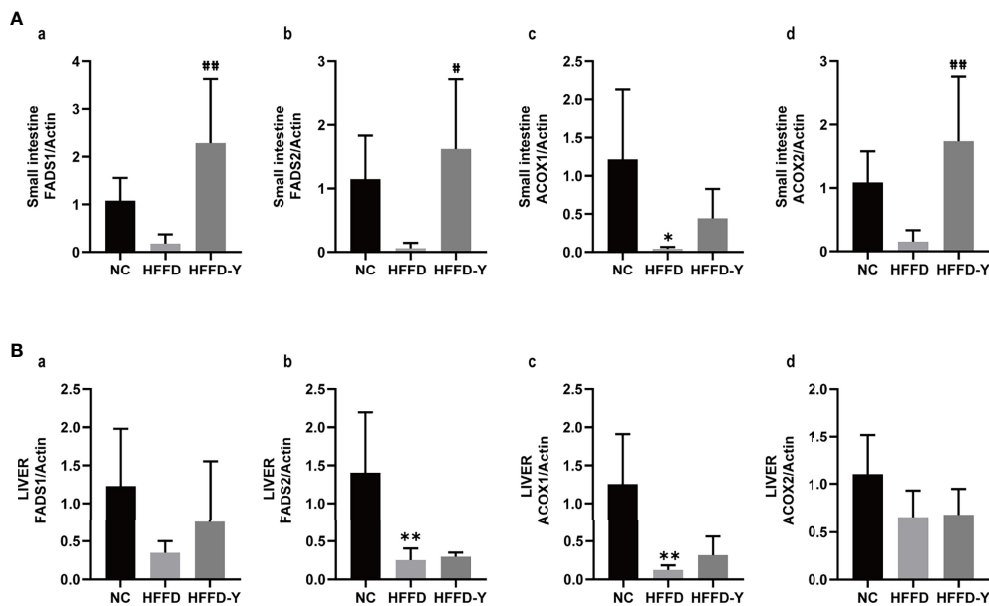 A
a
b
c
d
Small intestine
FADS1/Actin
4
3
2
1
0
##
NC HFFD HFFD-Y
Small intestine
FADS2/Actin
3
2
1
0
#
NC HFFD HFFD-Y
Small intestine
ACOX1/Actin
2.5
2.0
1.5
1.0
0.5
0.0
*
NC HFFD HFFD-Y
Small intestine
ACOX2/Actin
3
2
1
0
##
NC HFFD HFFD-Y
B
a
b
c
d
LIVER
FADS1/Actin
2.5
2.0
1.5
1.0
0.5
0.0
NC HFFD HFFD-Y
LIVER
FADS2/Actin
2.5
2.0
1.5
1.0
0.5
0.0
**
NC HFFD HFFD-Y
LIVER
ACOX1/Actin
2.5
2.0
1.5
1.0
0.5
0.0
**
NC HFFD HFFD-Y
LIVER
ACOX2/Actin
2.0
1.5
1.0
0.5
0.0
NC HFFD HFFD-Y